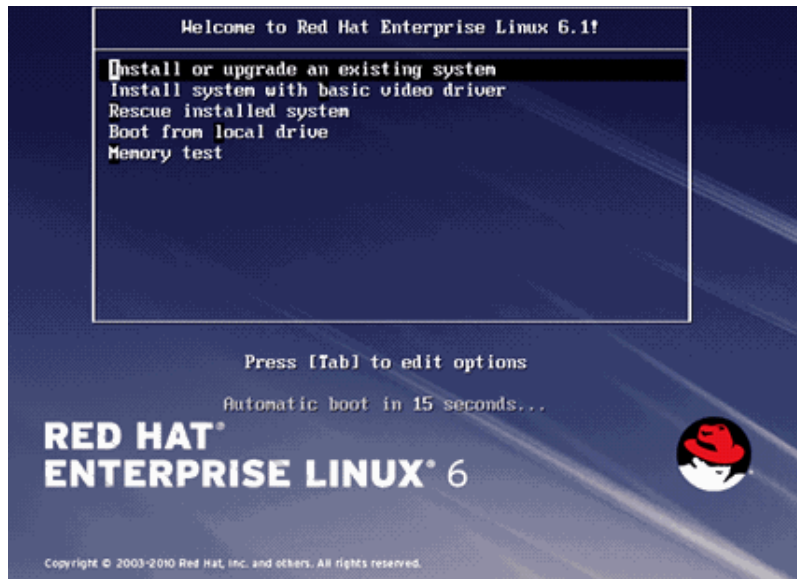 Welcome to Red Hat Enterprise Linux 6.1!
Install or upgrade an existing system
Install system with basic video driver
Rescue installed system
Boot from local drive
Memory test
Press [Tab] to edit options
Automatic boot in 15 seconds...
RED HAT®
ENTERPRISE LINUX® 6
Copyright © 2003-2010 Red Hat, Inc. and others. All rights reserved.